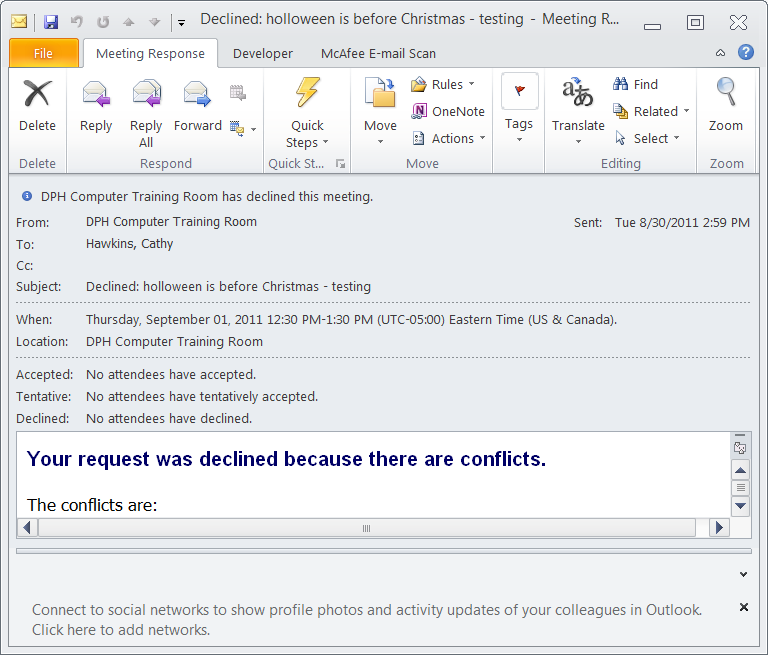 Declined: holloween is before Christmas - testing - Meeting R...
File Meeting Response Developer McAfee E-mail Scan
Delete
Reply
Reply All
Forward
Quick Steps
Move
Rules
OneNote
Actions
Tags
Translate
Find
Related
Select
Zoom
Delete Respond Quick St... Move Editing Zoom
DPH Computer Training Room has declined this meeting.
From: DPH Computer Training Room Sent: Tue 8/30/2011 2:59 PM
To: Hawkins, Cathy
Cc:
Subject: Declined: holloween is before Christmas - testing
When: Thursday, September 01, 2011 12:30 PM-1:30 PM (UTC-05:00) Eastern Time (US & Canada).
Location: DPH Computer Training Room
Accepted: No attendees have accepted.
Tentative: No attendees have tentatively accepted.
Declined: No attendees have declined.
Your request was declined because there are conflicts.
The conflicts are:
Connect to social networks to show profile photos and activity updates of your colleagues in Outlook.
Click here to add networks.